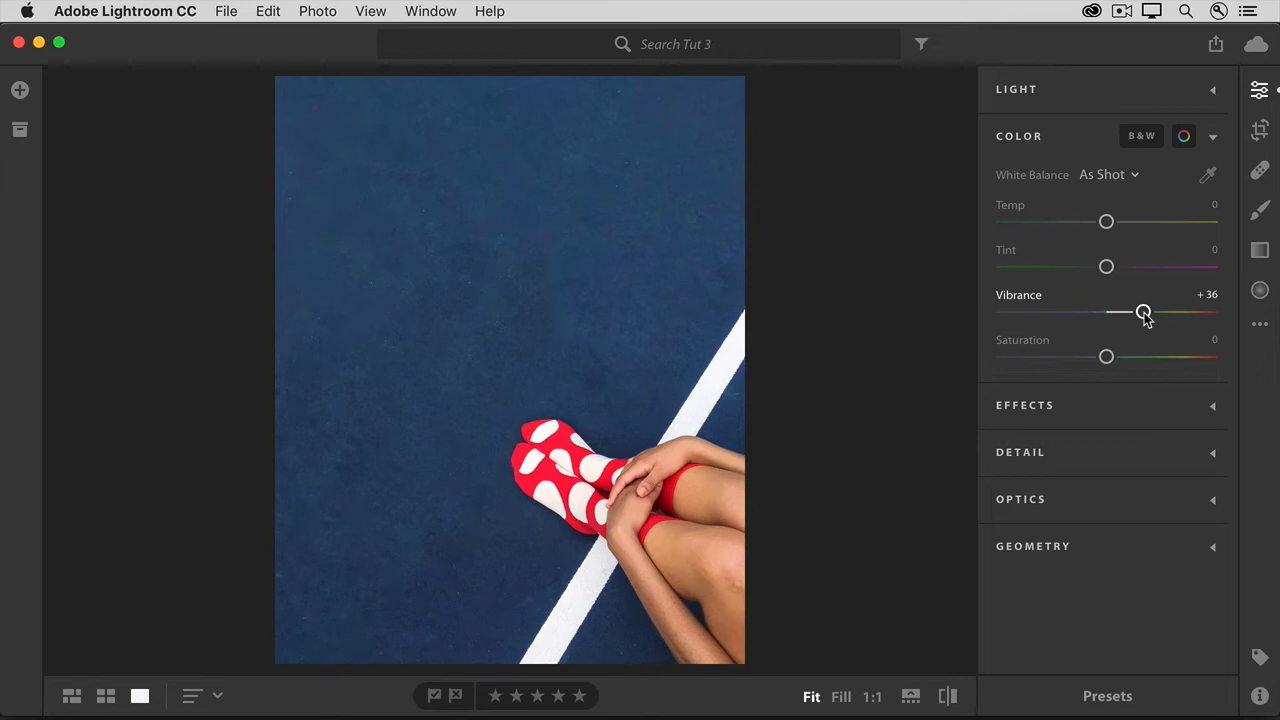 Adobe Lightroom CC File Edit Photo View Window Help
Search Tut 3
LIGHT
COLOR B & W
White Balance As Shot
Temp 0
Tint 0
Vibrance + 36
Saturation 0
EFFECTS
DETAIL
OPTICS
GEOMETRY
Fit Fill 1:1 Presets